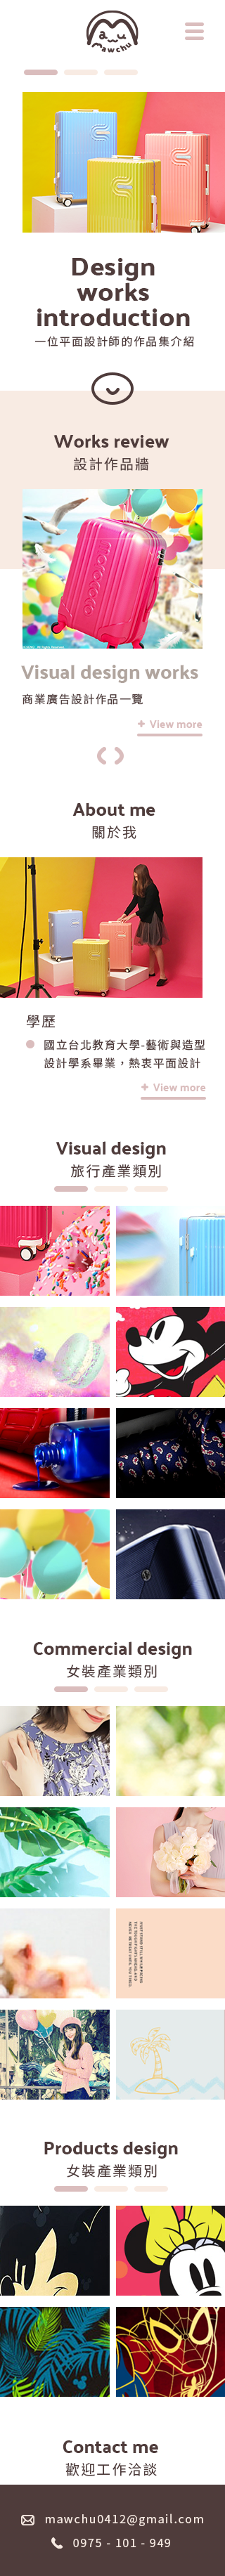 mawchu
Design
works
introduction
一位平面設計師的作品集介紹
Works review
設計作品牆
Visual design works
商業廣告設計作品一覽
+ View more
About me
關於我
學歷
國立台北教育大學-藝術與造型
設計學系畢業，熱衷平面設計
+ View more
Visual design
旅行產業類別
Commercial design
女裝產業類別
Products design
女裝產業類別
Contact me
歡迎工作洽談
mawchu0412@gmail.com
0975 - 101 - 949